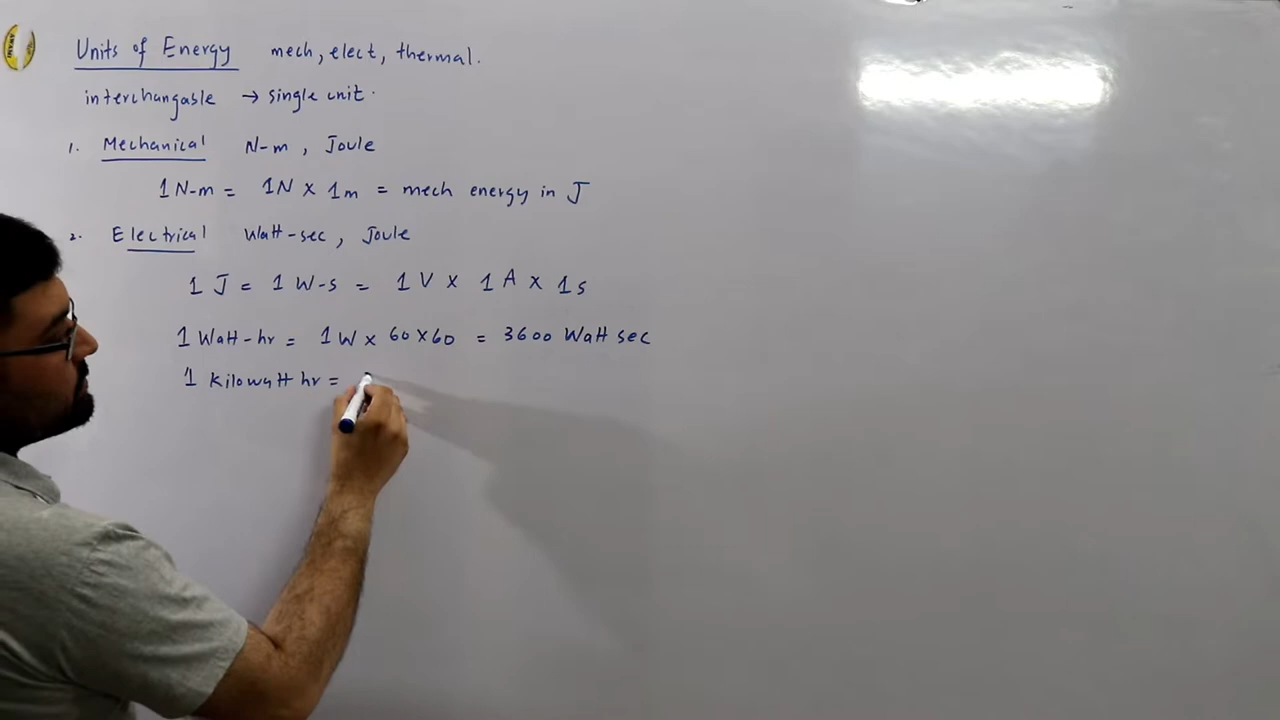 Units of Energy mech, elect, thermal.
interchangable → single unit.
1. Mechanical N-m, Joule
1 N-m = 1N × 1m = mech energy in J
2. Electrical Watt-sec, Joule
1 J = 1 W-s = 1 V × 1 A × 1s
1 Watt-hr = 1W × 60×60 = 3600 Watt sec
1 kilowatt hr =